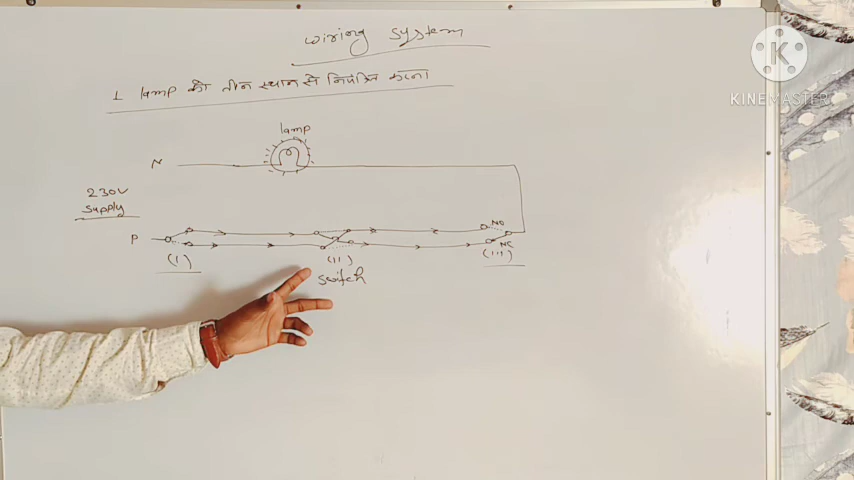 wiring system
1 lamp को तीन स्थान से नियंत्रित करना
lamp
N
230V
Supply
P
NO
NC
(I)
(II)
(III)
switch
K
KINEMASTER